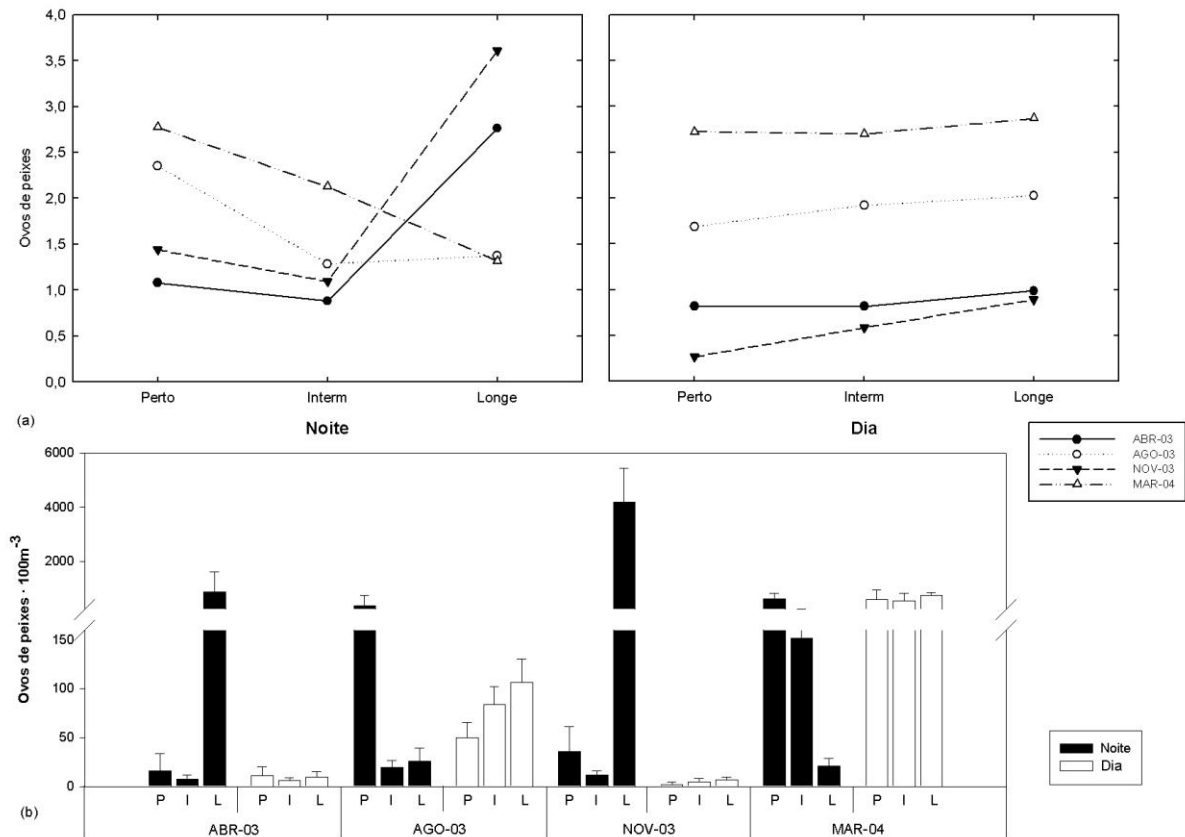 4,0
3,5
3,0
2,5
2,0
1,5
1,0
0,5
0,0
Ovos de peixes
Perto Interm Longe
Perto Interm Longe
(a)
Noite
Dia
ABR-03
AGO-03
NOV-03
MAR-04
6000
4000
2000
150
100
50
0
Ovos de peixes · 100m⁻³
Noite
Dia
P I L P I L P I L P I L P I L P I L P I L P I L
(b)
ABR-03 AGO-03 NOV-03 MAR-04